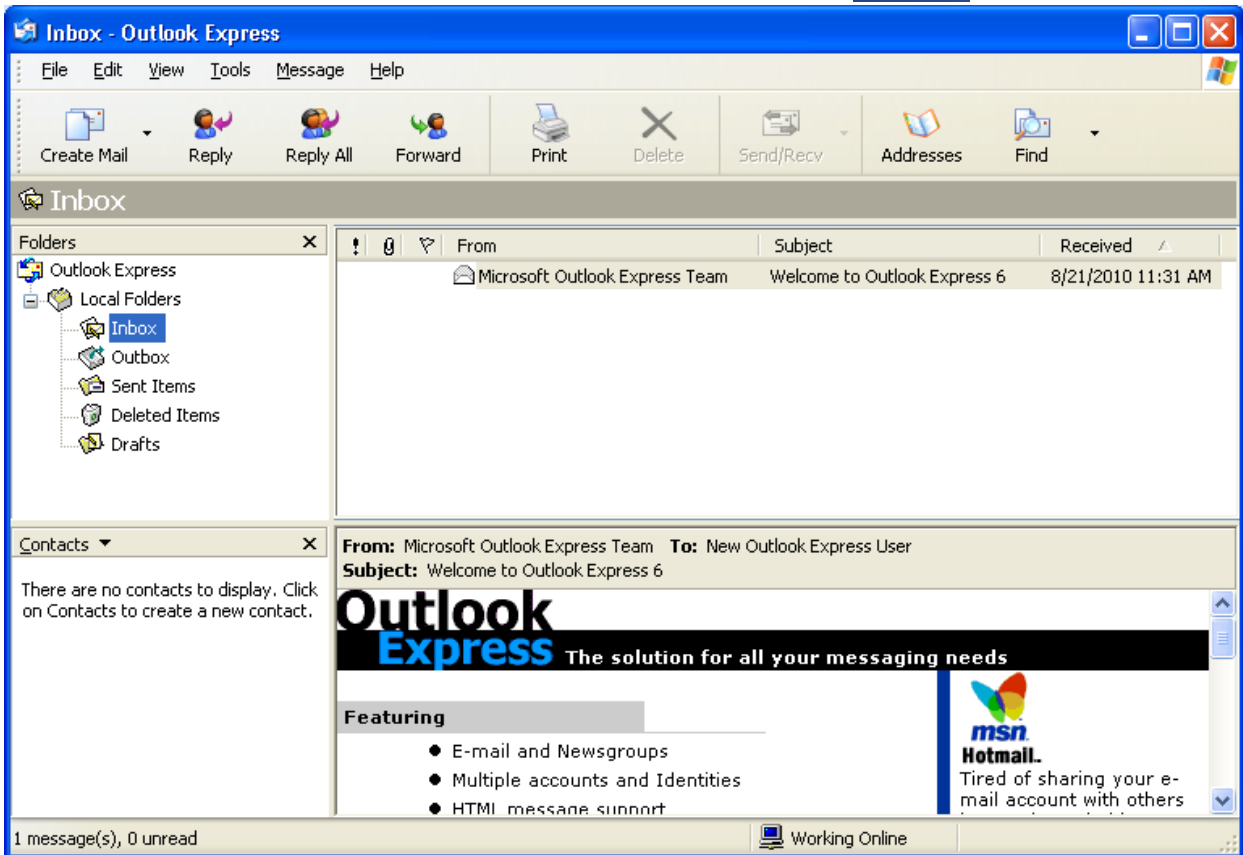 Inbox - Outlook Express
File Edit View Tools Message Help
Create Mail Reply Reply All Forward Print Delete Send/Recv Addresses Find
Inbox
Folders
Outlook Express
Local Folders
Inbox
Outbox
Sent Items
Deleted Items
Drafts
! From Subject Received
Microsoft Outlook Express Team Welcome to Outlook Express 6 8/21/2010 11:31 AM
Contacts
There are no contacts to display. Click
on Contacts to create a new contact.
From: Microsoft Outlook Express Team To: New Outlook Express User
Subject: Welcome to Outlook Express 6
Outlook
Express The solution for all your messaging needs
Featuring
● E-mail and Newsgroups
● Multiple accounts and Identities
● HTML message support
msn
Hotmail™
Tired of sharing your e-
mail account with others
1 message(s), 0 unread Working Online